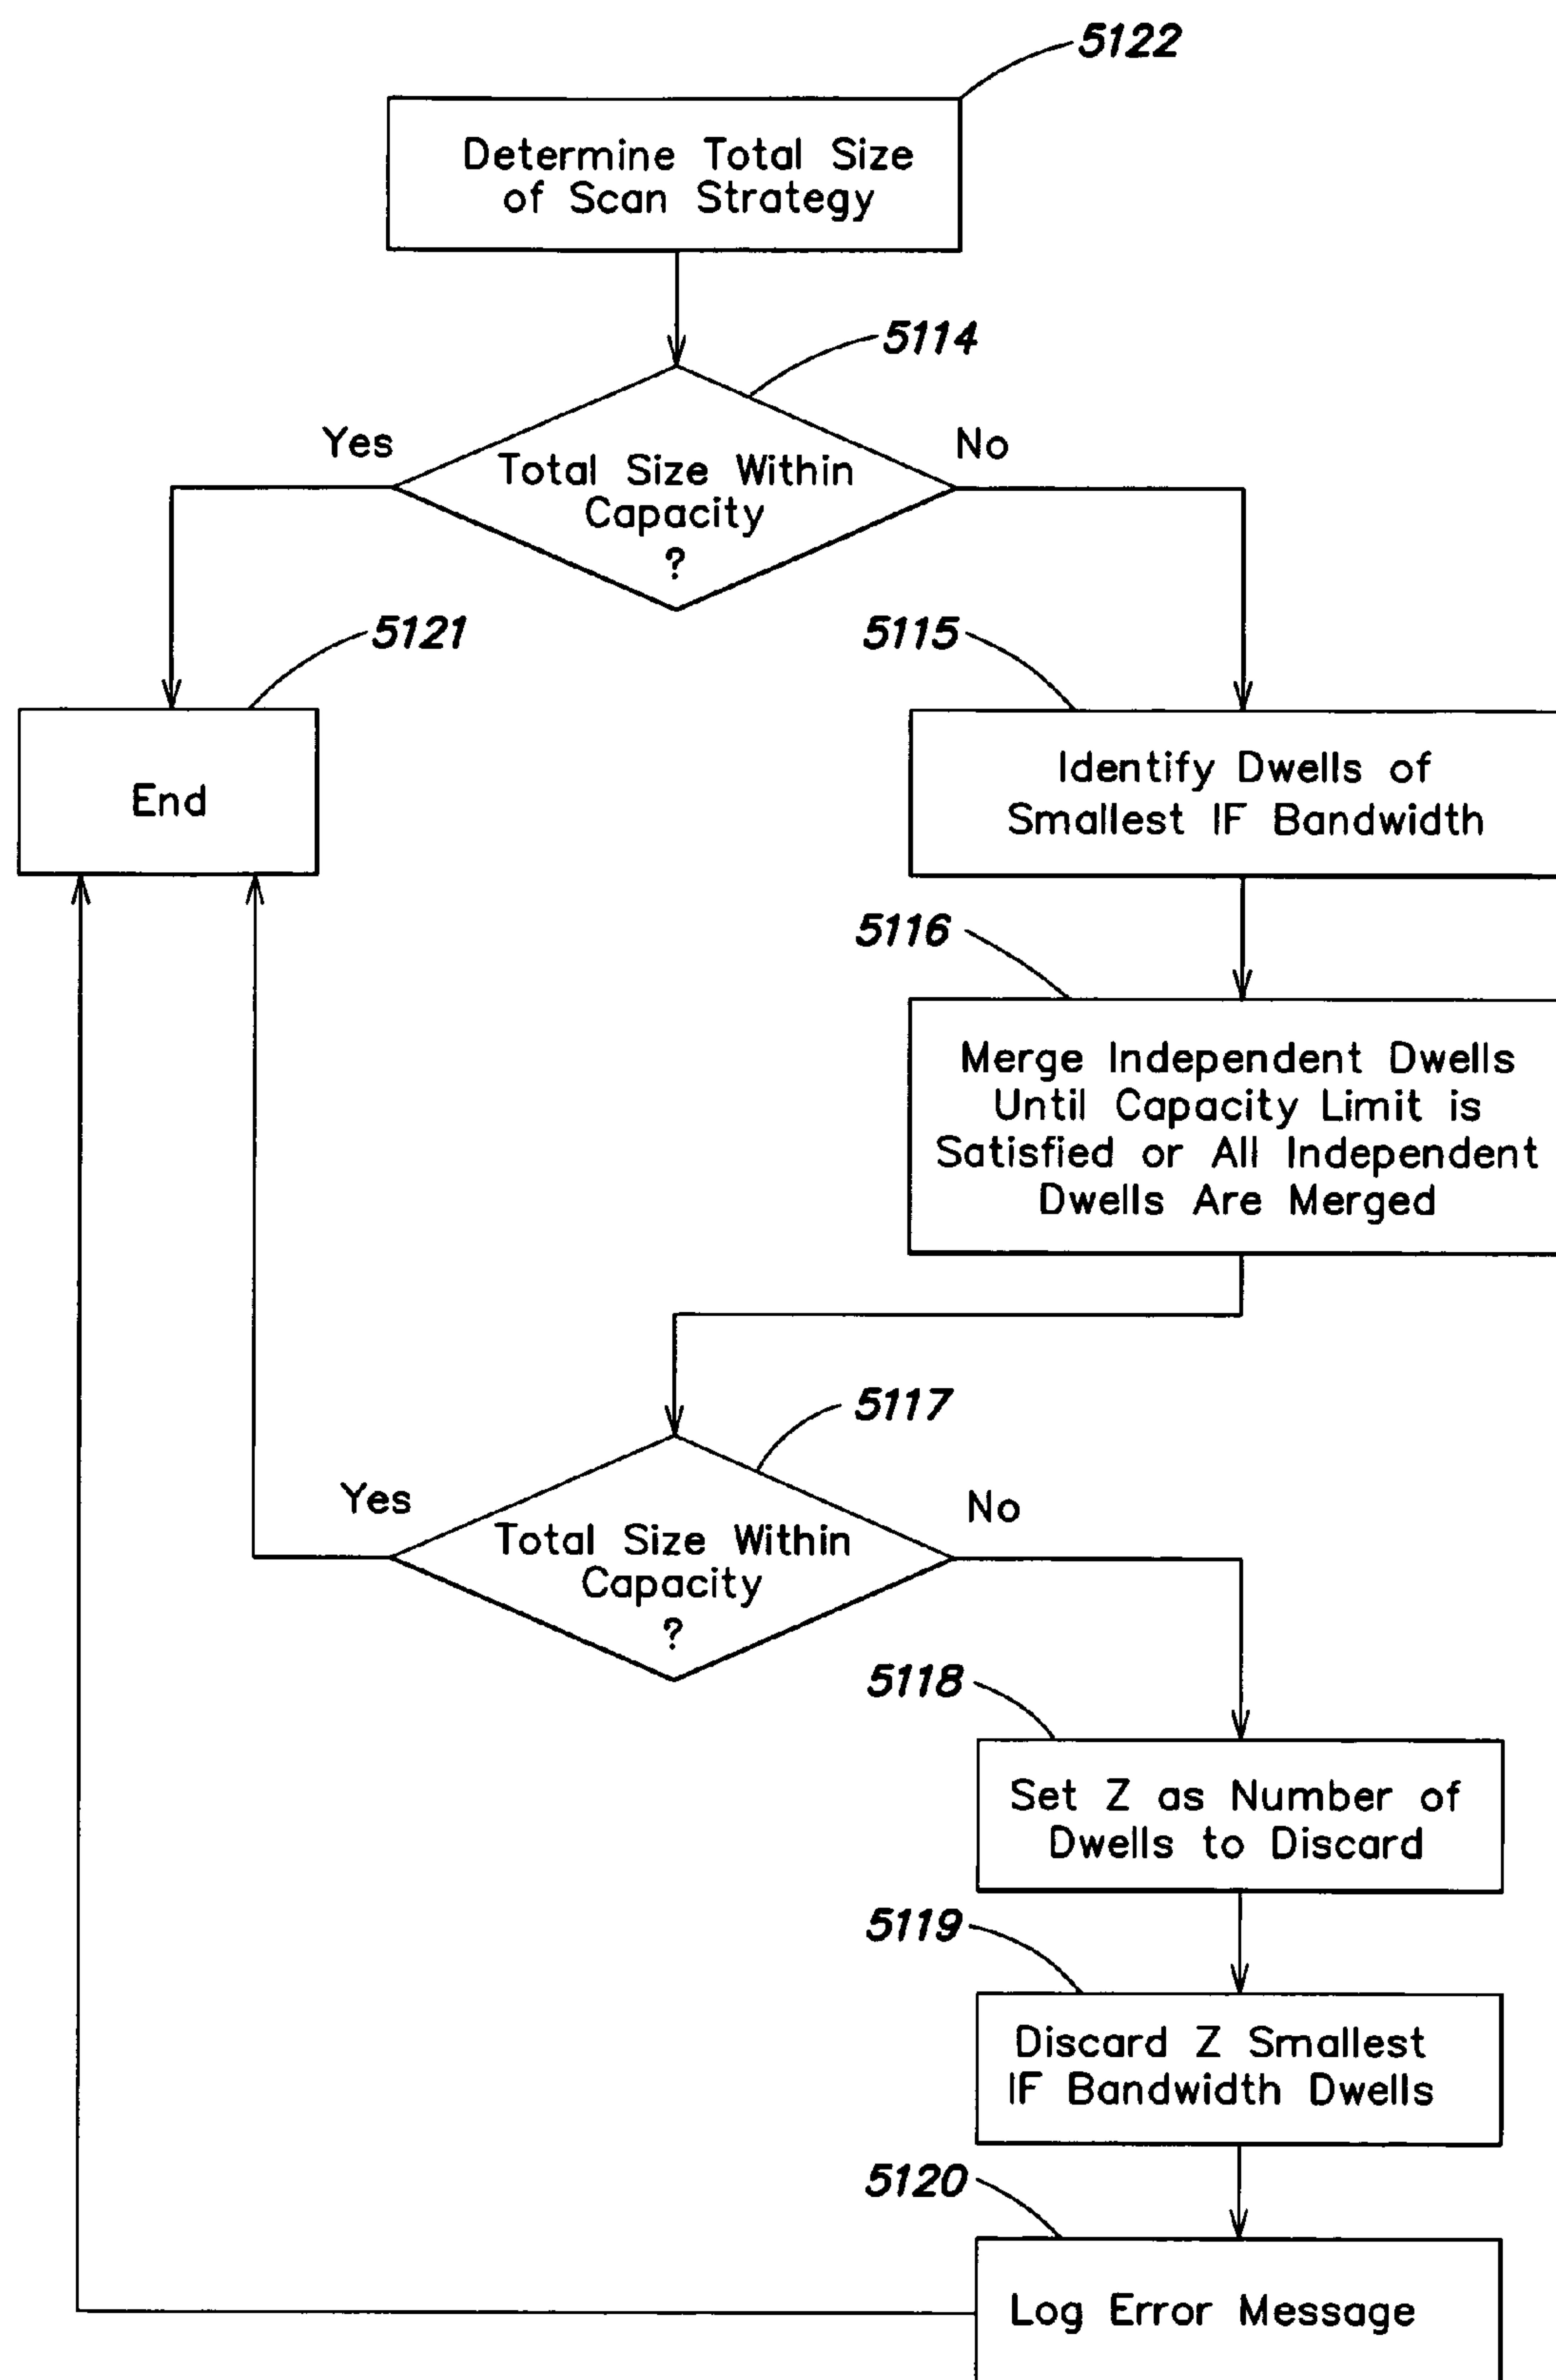 5122
Determine Total Size
of Scan Strategy
5114
Yes
No
Total Size Within
Capacity
?
5121
5115
End
Identify Dwells of
Smallest IF Bandwidth
5116
Merge Independent Dwells
Until Capacity Limit is
Satisfied or All Independent
Dwells Are Merged
5117
Yes
No
Total Size Within
Capacity
?
5118
Set Z as Number of
Dwells to Discard
5119
Discard Z Smallest
IF Bandwidth Dwells
5120
Log Error Message